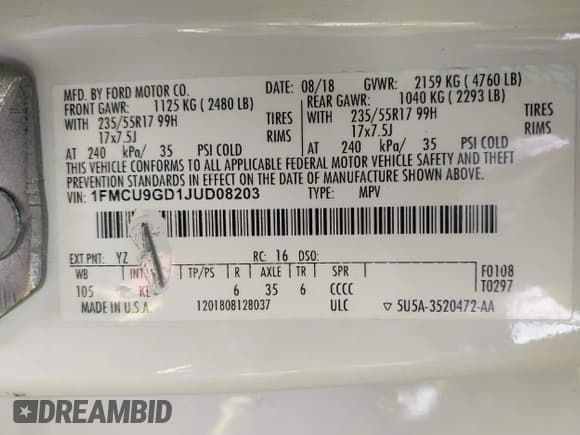 MFD. BY FORD MOTOR CO. DATE: 08/18 GVWR: 2159 KG ( 4760 LB)
FRONT GAWR: 1125 KG ( 2480 LB) REAR GAWR: 1040 KG ( 2293 LB)
WITH 235/55R17 99H TIRES WITH 235/55R17 99H TIRES
17x7.5J RIMS 17x7.5J RIMS
AT 240 kPa/ 35 PSI COLD AT 240 kPa/ 35 PSI COLD
THIS VEHICLE CONFORMS TO ALL APPLICABLE FEDERAL MOTOR VEHICLE SAFETY AND THEFT
PREVENTION STANDARDS IN EFFECT ON THE DATE OF MANUFACTURE SHOWN ABOVE.
VIN: 1FMCU9GD1JUD08203 TYPE: MPV
EXT PNT: YZ RC: 16 DSO:
WB INT TP/PS R AXLE TR SPR F0108
105 6 35 6 CCCC T0297
MADE IN U.S.A. 1201808128037 ULC ▽ 5U5A-3520472-AA
DREAMBID